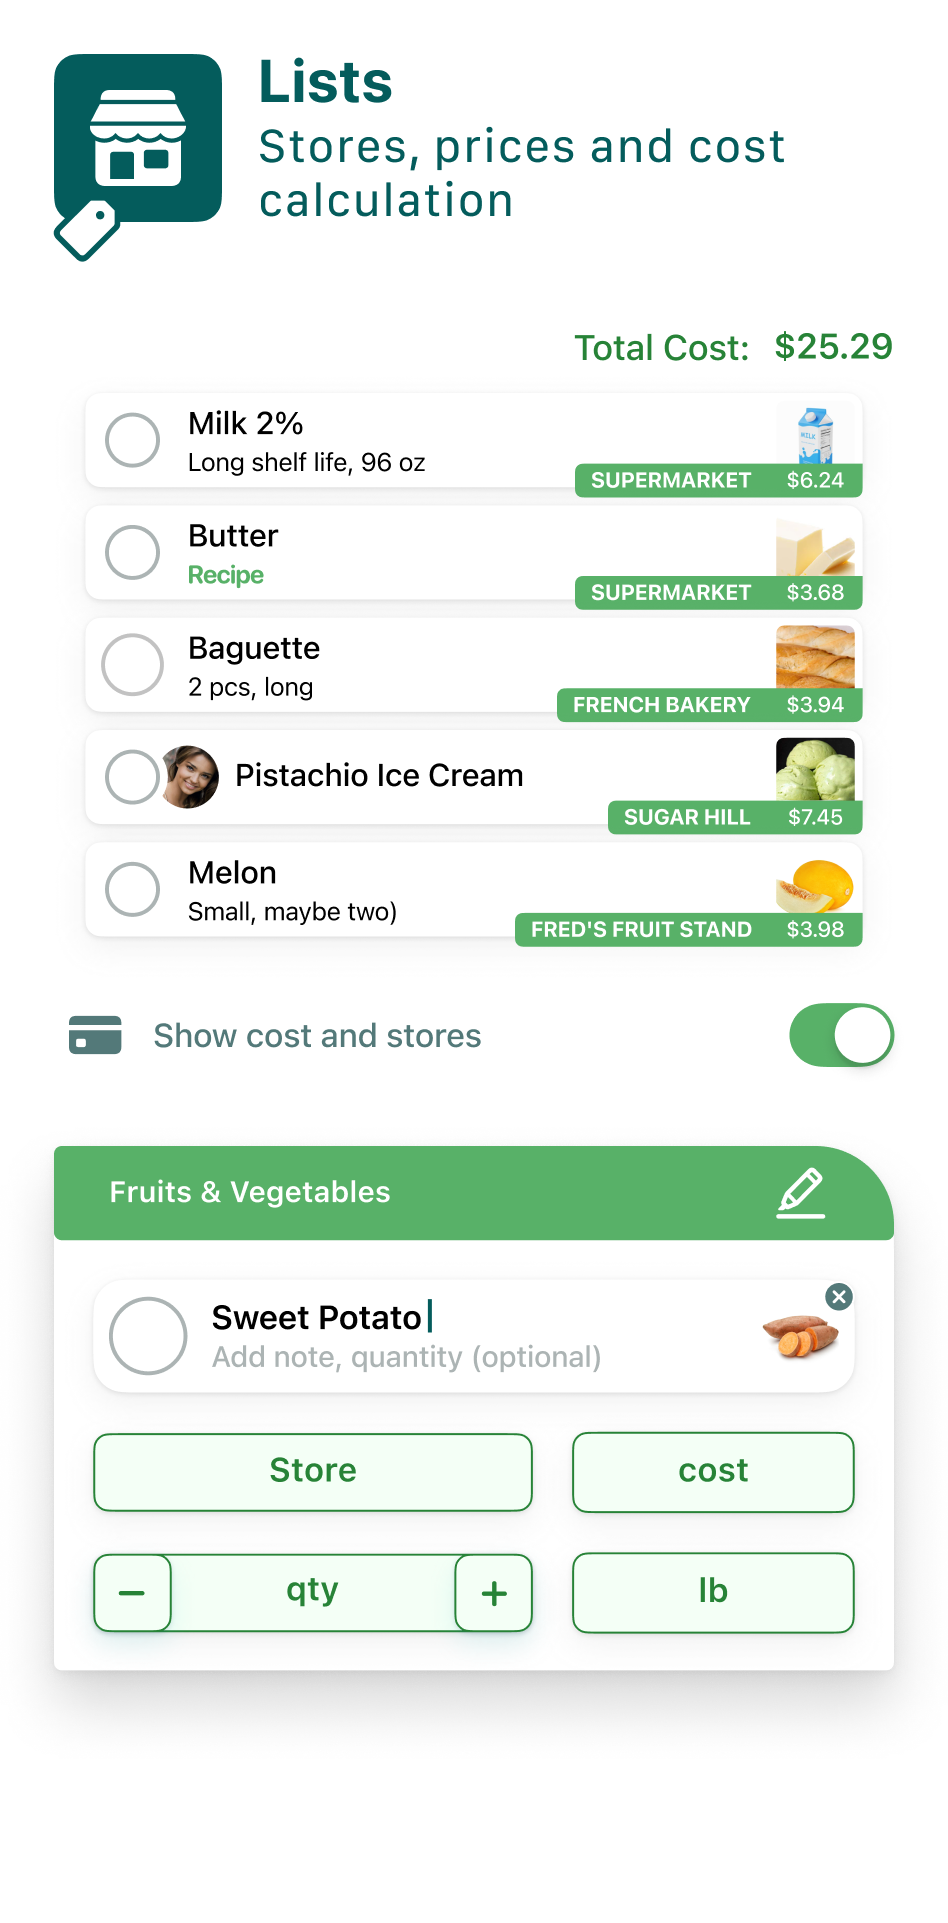 Lists
Stores, prices and cost
calculation
Total Cost: $25.29
Milk 2%
Long shelf life, 96 oz
MILK
SUPERMARKET $6.24
Butter
Recipe
SUPERMARKET $3.68
Baguette
2 pcs, long
FRENCH BAKERY $3.94
Pistachio Ice Cream
SUGAR HILL $7.45
Melon
Small, maybe two)
FRED'S FRUIT STAND $3.98
Show cost and stores
Fruits & Vegetables
Sweet Potato
Add note, quantity (optional)
Store cost
− qty + lb